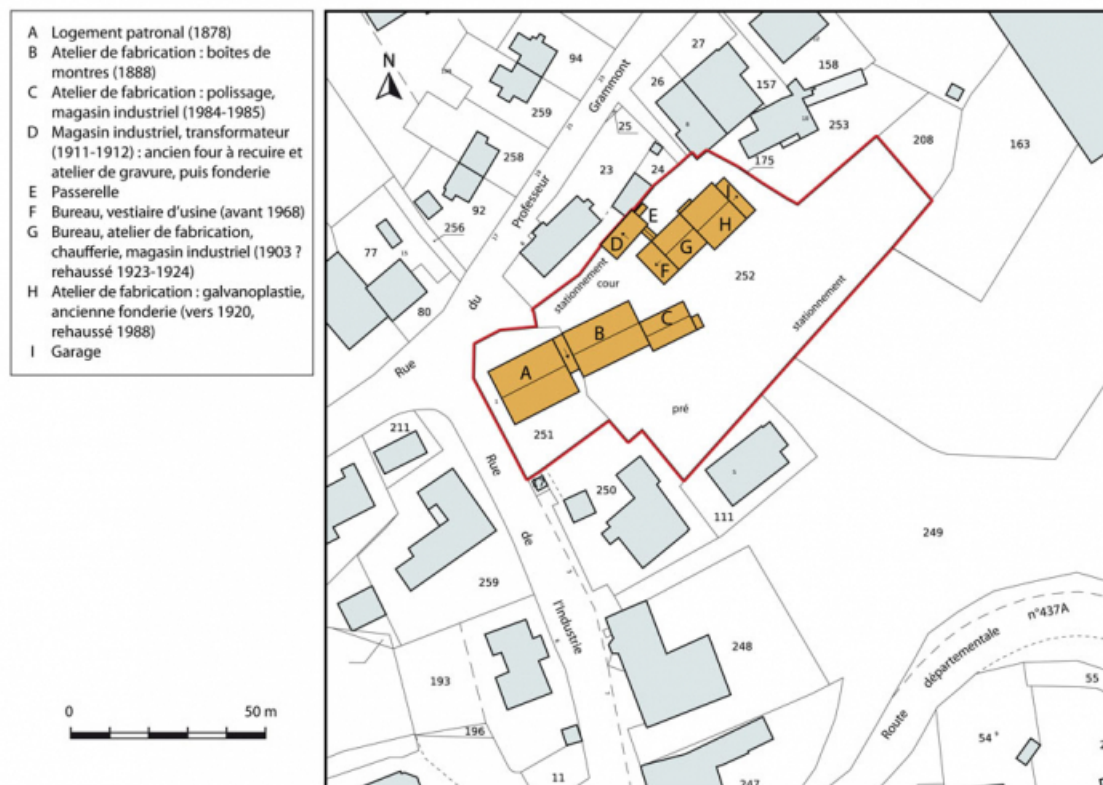 A Logement patronal (1878)
B Atelier de fabrication : boîtes de
montres (1888)
C Atelier de fabrication : polissage,
magasin industriel (1984-1985)
D Magasin industriel, transformateur
(1911-1912) : ancien four à recuire et
atelier de gravure, puis fonderie
E Passerelle
F Bureau, vestiaire d'usine (avant 1968)
G Bureau, atelier de fabrication,
chaufferie, magasin industriel (1903 ?
rehaussé 1923-1924)
H Atelier de fabrication : galvanoplastie,
ancienne fonderie (vers 1920,
rehaussé 1988)
I Garage
0 50 m
N
94
27
158
26
157
259
Grammont
25
253
208
163
258
23
24
175
92
Professeur
E
I
256
D
H
77
G
F
stationnement
cour
252
stationnement
80
du
B
C
Rue
A
pré
211
251
Rue
250
111
de
249
259
l'Industrie
n°437A
départementale
Route
248
193
55
196
54
11
247